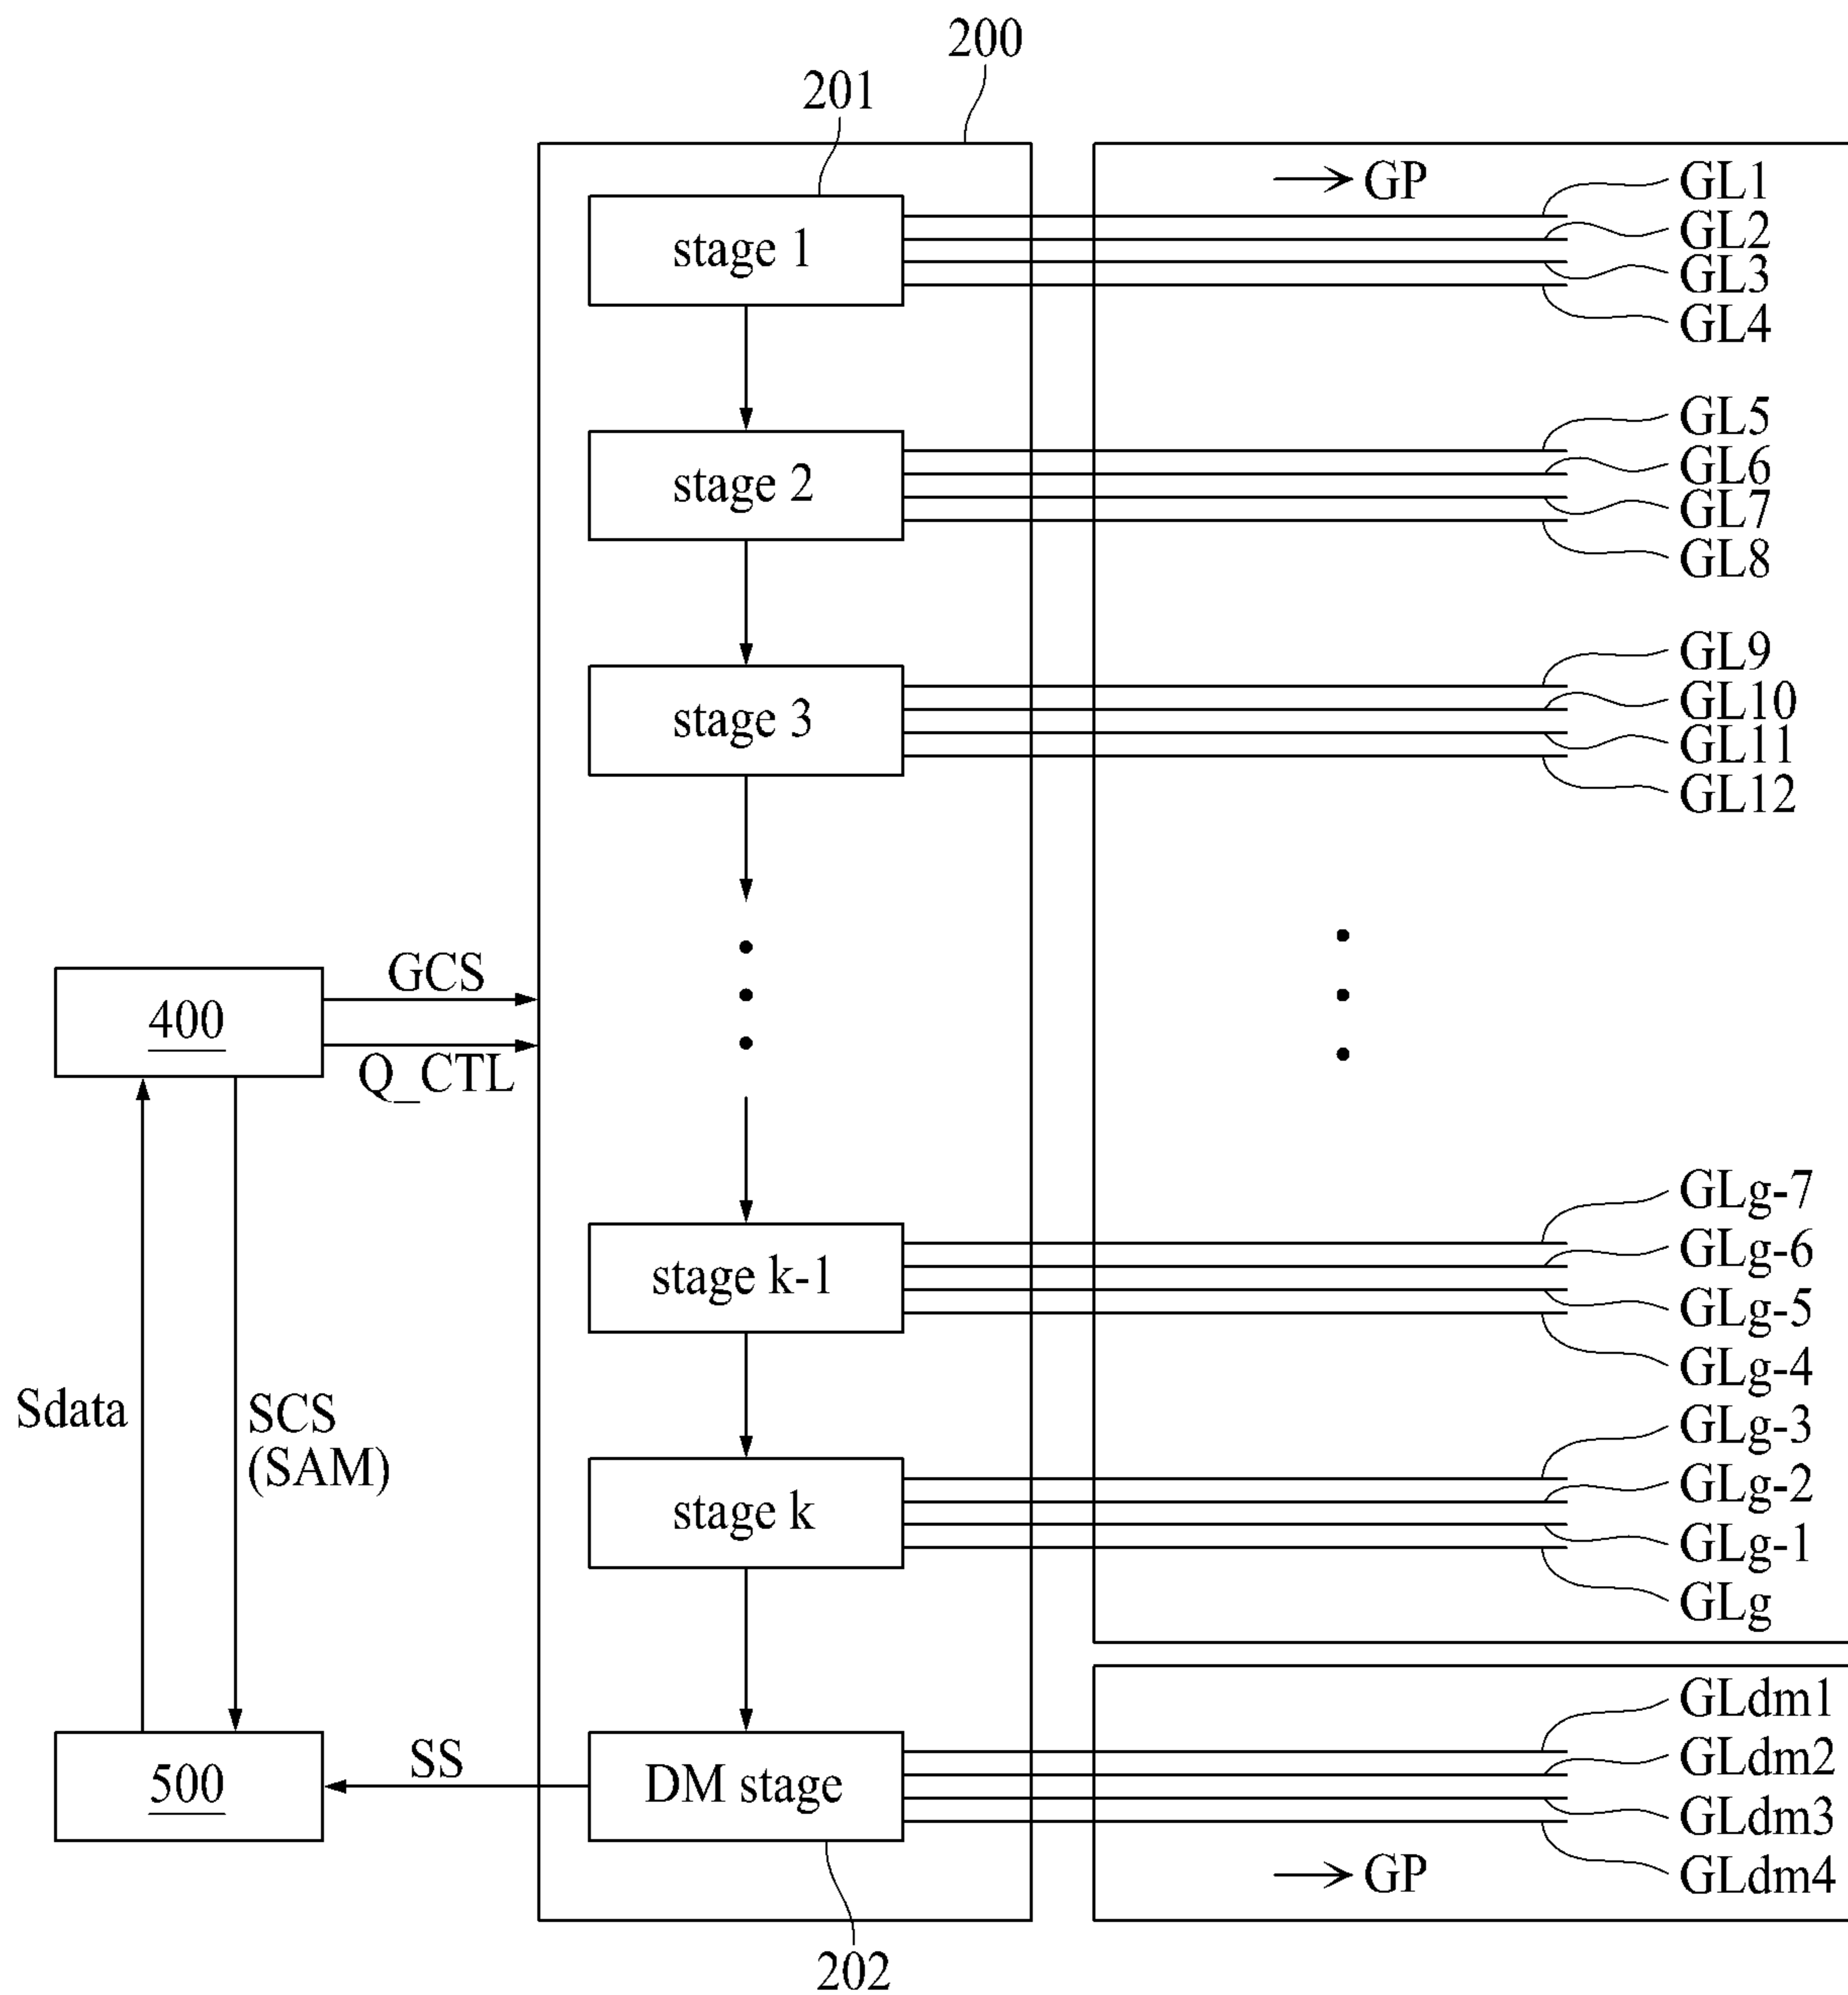 200
201
GP
GL1
stage 1
GL2
GL3
GL4
GL5
stage 2
GL6
GL7
GL8
GL9
stage 3
GL10
GL11
GL12
GCS
400
Q_CTL
GLg-7
GLg-6
stage k-1
GLg-5
GLg-4
Sdata
SCS
(SAM)
GLg-3
GLg-2
stage k
GLg-1
GLg
GLdm1
SS
GLdm2
500
DM stage
GLdm3
GP
GLdm4
202